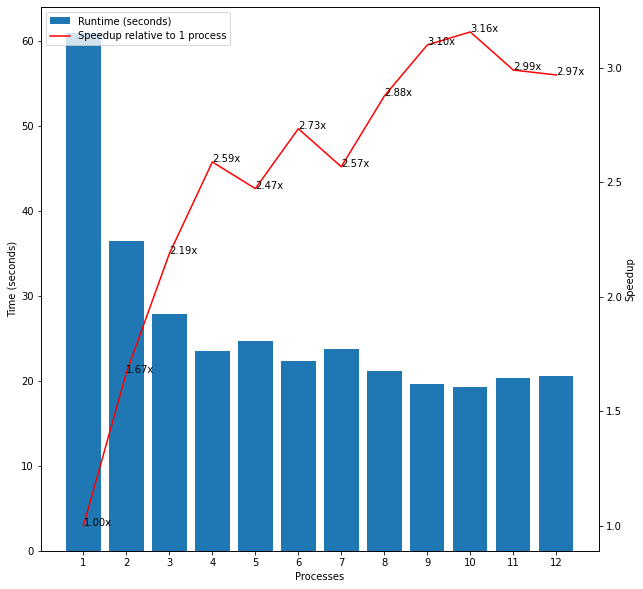 Runtime (seconds)
Speedup relative to 1 process
60
50
40
30
20
10
0
Time (seconds)
1.00x
1.67x
2.19x
2.59x
2.47x
2.73x
2.57x
2.88x
3.10x
3.16x
2.99x
2.97x
3.0
2.5
2.0
1.5
1.0
Speedup
1 2 3 4 5 6 7 8 9 10 11 12
Processes